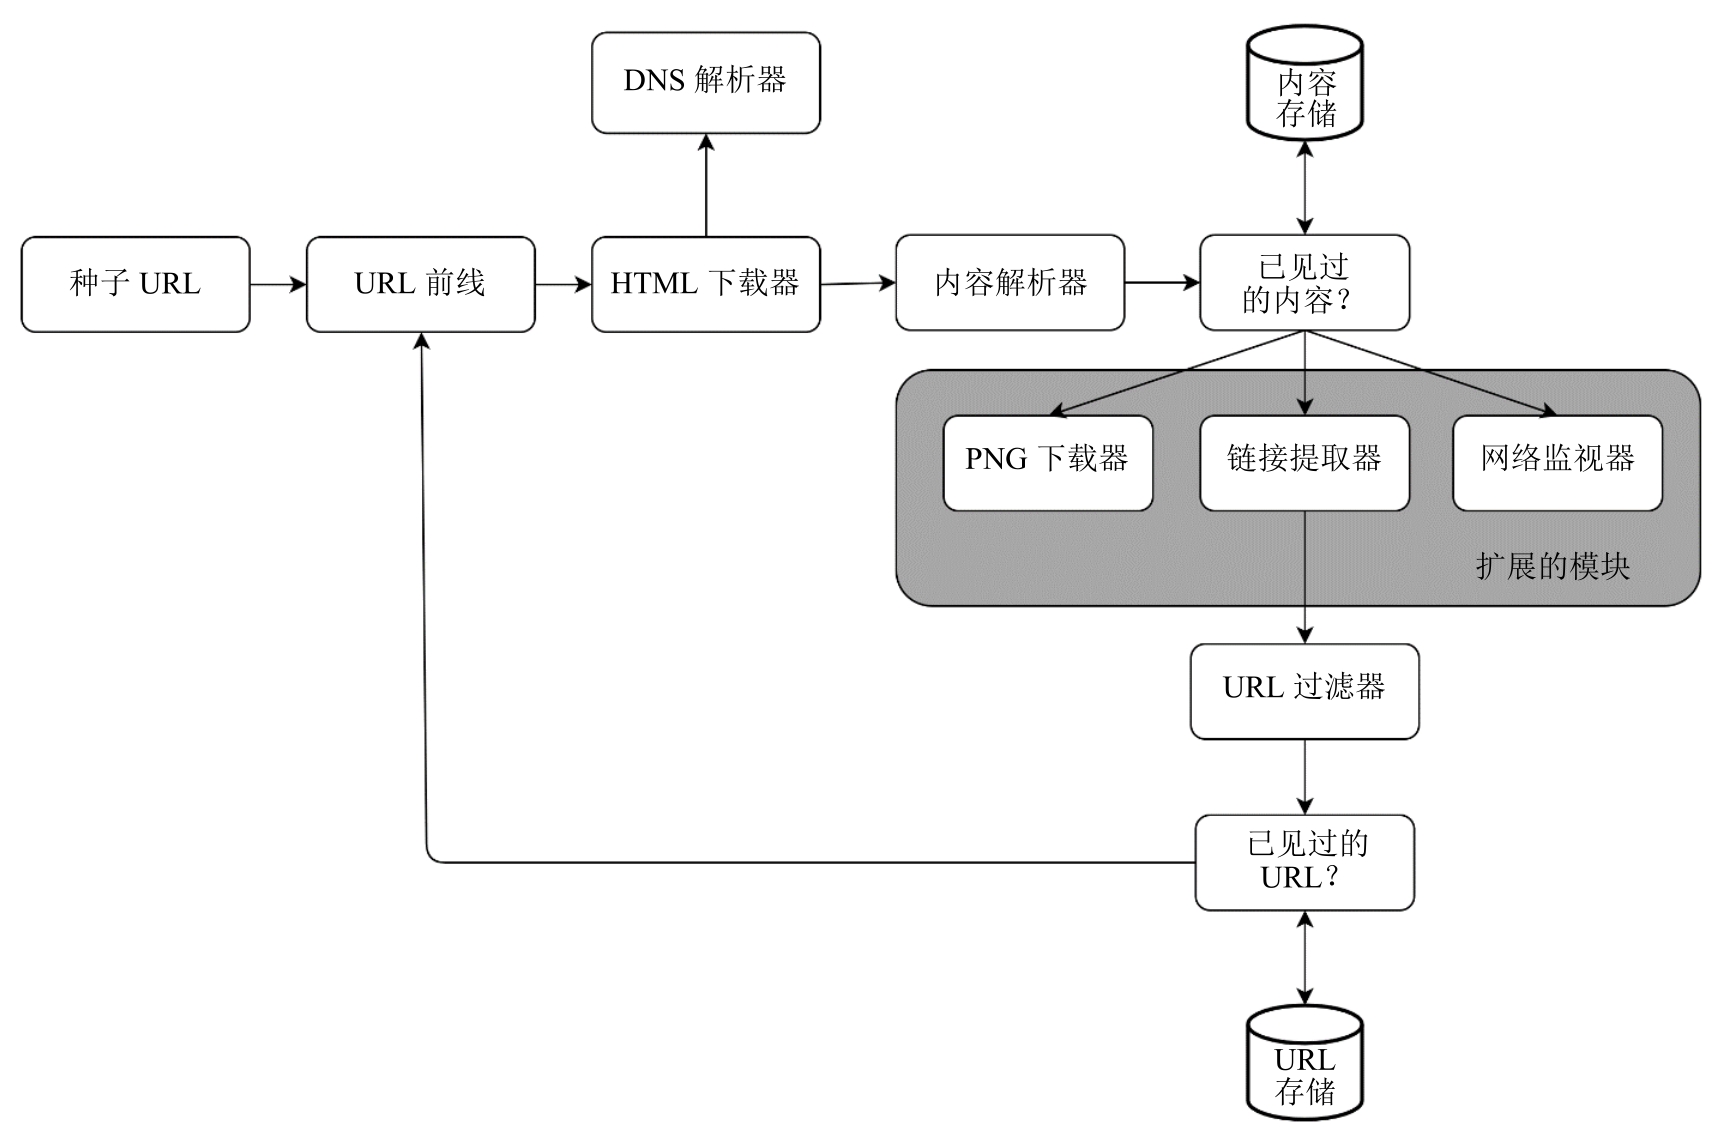 DNS 解析器
内容
存储
种子 URL
URL 前线
HTML 下载器
内容解析器
已见过
的内容？
PNG 下载器
链接提取器
网络监视器
扩展的模块
URL 过滤器
已见过的
URL？
URL
存储